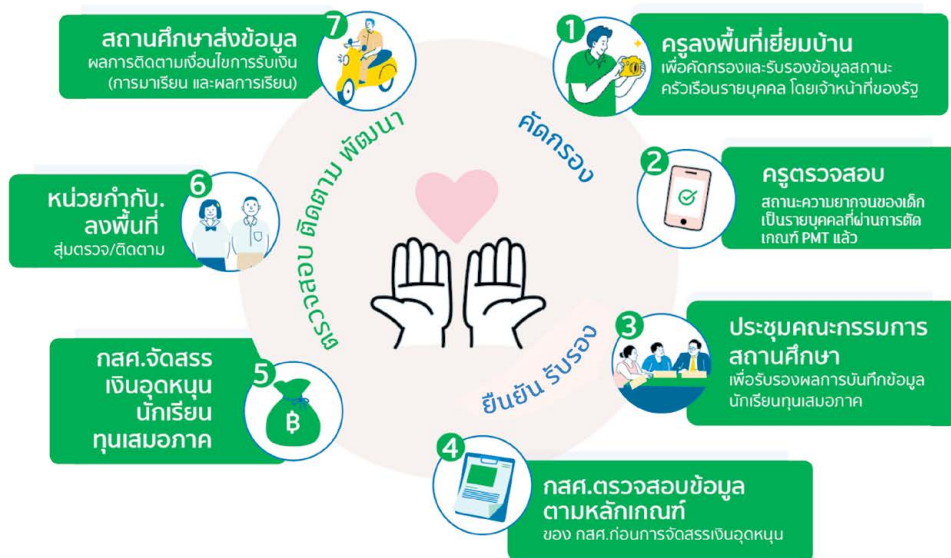 1
ครูลงพื้นที่เยี่ยมบ้าน
เพื่อคัดกรองและรับรองข้อมูลสถานะ
ครัวเรือนรายบุคคล โดยเจ้าหน้าที่ของรัฐ
2
ครูตรวจสอบ
สถานะความยากจนของเด็ก
เป็นรายบุคคลที่ผ่านการตัด
เกณฑ์ PMT แล้ว
3
ประชุมคณะกรรมการ
สถานศึกษา
เพื่อรับรองผลการบันทึกข้อมูล
นักเรียนทุนเสมอภาค
4
กสศ.ตรวจสอบข้อมูล
ตามหลักเกณฑ์
ของ กสศ.ก่อนการจัดสรรเงินอุดหนุน
5
กสศ.จัดสรร
เงินอุดหนุน
นักเรียน
ทุนเสมอภาค
฿
6
หน่วยกำกับ.
ลงพื้นที่
สุ่มตรวจ/ติดตาม
7
สถานศึกษาส่งข้อมูล
ผลการติดตามเงื่อนไขการรับเงิน
(การมาเรียน และผลการเรียน)
คัดกรอง
ยืนยัน รับรอง
ตรวจสอบ ติดตาม พัฒนา